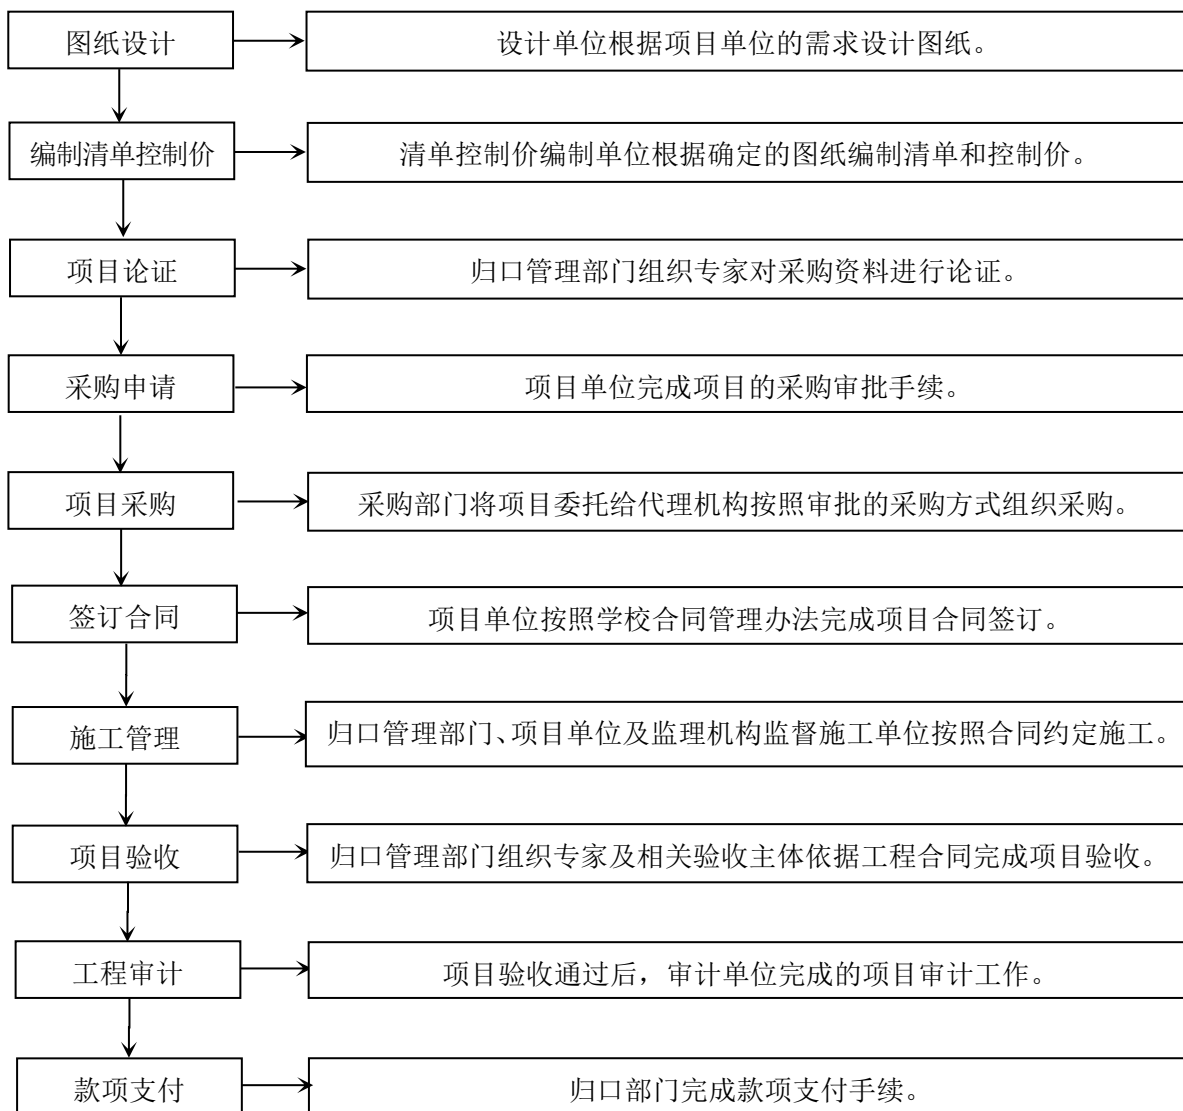 图纸设计
设计单位根据项目单位的需求设计图纸。
编制清单控制价
清单控制价编制单位根据确定的图纸编制清单和控制价。
项目论证
归口管理部门组织专家对采购资料进行论证。
采购申请
项目单位完成项目的采购审批手续。
项目采购
采购部门将项目委托给代理机构按照审批的采购方式组织采购。
签订合同
项目单位按照学校合同管理办法完成项目合同签订。
施工管理
归口管理部门、项目单位及监理机构监督施工单位按照合同约定施工。
项目验收
归口管理部门组织专家及相关验收主体依据工程合同完成项目验收。
工程审计
项目验收通过后，审计单位完成的项目审计工作。
款项支付
归口部门完成款项支付手续。